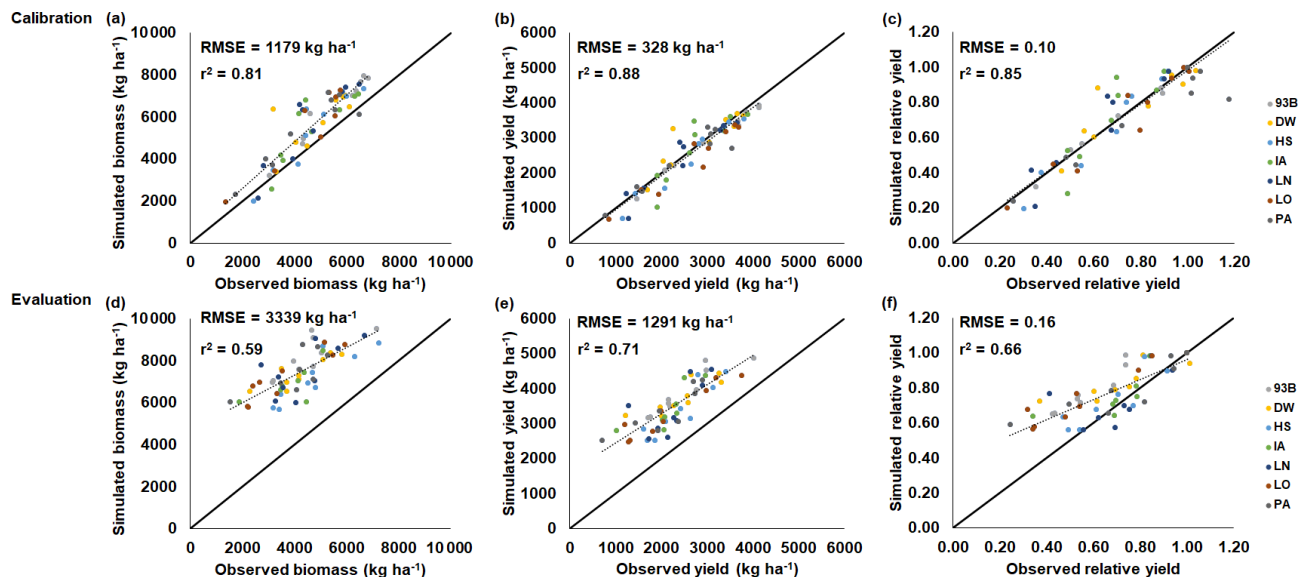 Calibration
(a)
RMSE = 1179 kg ha⁻¹
r² = 0.81
Simulated biomass (kg ha⁻¹)
10 000
8000
6000
4000
2000
0
0 2000 4000 6000 8000 10 000
Observed biomass (kg ha⁻¹)
(b)
RMSE = 328 kg ha⁻¹
r² = 0.88
Simulated yield (kg ha⁻¹)
6000
5000
4000
3000
2000
1000
0
0 1000 2000 3000 4000 5000 6000
Observed yield (kg ha⁻¹)
(c)
RMSE = 0.10
r² = 0.85
Simulated relative yield
1.20
1.00
0.80
0.60
0.40
0.20
0.00
0.00 0.20 0.40 0.60 0.80 1.00 1.20
Observed relative yield
93B
DW
HS
IA
LN
LO
PA
Evaluation
(d)
RMSE = 3339 kg ha⁻¹
r² = 0.59
Simulated biomass (kg ha⁻¹)
10 000
8000
6000
4000
2000
0
0 2000 4000 6000 8000 10 000
Observed biomass (kg ha⁻¹)
(e)
RMSE = 1291 kg ha⁻¹
r² = 0.71
Simulated yield (kg ha⁻¹)
6000
5000
4000
3000
2000
1000
0
0 1000 2000 3000 4000 5000 6000
Observed yield (kg ha⁻¹)
(f)
RMSE = 0.16
r² = 0.66
Simulated relative yield
1.20
1.00
0.80
0.60
0.40
0.20
0.00
0.00 0.20 0.40 0.60 0.80 1.00 1.20
Observed relative yield
93B
DW
HS
IA
LN
LO
PA